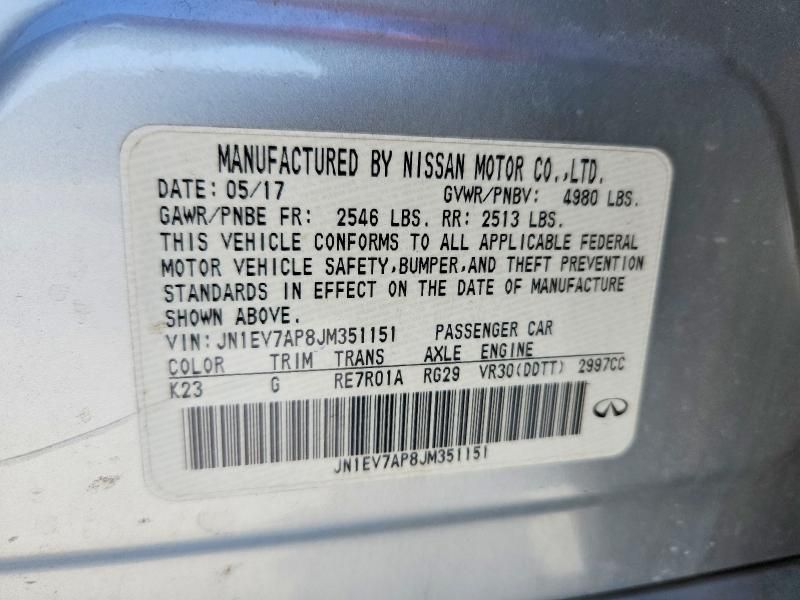 MANUFACTURED BY NISSAN MOTOR CO.,LTD.
DATE: 05/17 GVWR/PNBV: 4980 LBS.
GAWR/PNBE FR: 2546 LBS. RR: 2513 LBS.
THIS VEHICLE CONFORMS TO ALL APPLICABLE FEDERAL
MOTOR VEHICLE SAFETY,BUMPER,AND THEFT PREVENTION
STANDARDS IN EFFECT ON THE DATE OF MANUFACTURE
SHOWN ABOVE.
VIN: JN1EV7AP8JM351151 PASSENGER CAR
COLOR TRIM TRANS AXLE ENGINE
K23 G RE7R01A RG29 VR30(DDTT) 2997CC
JN1EV7AP8JM351151